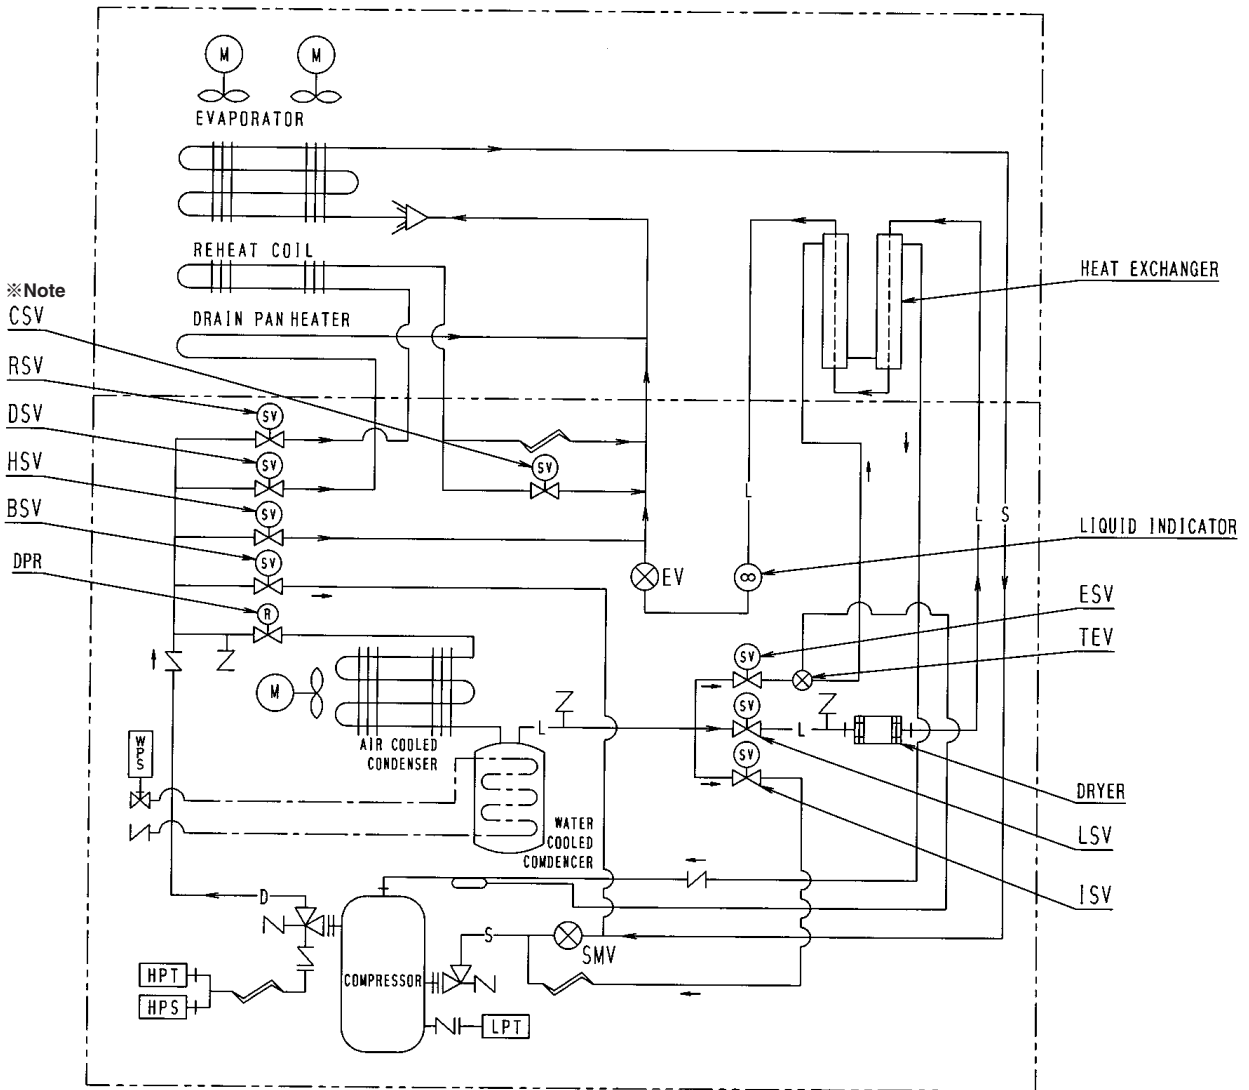 M
M
EVAPORATOR
REHEAT COIL
HEAT EXCHANGER
※Note
CSV
DRAIN PAN HEATER
RSV
SV
DSV
SV
SV
HSV
SV
L
L
S
BSV
SV
LIQUID INDICATOR
DPR
EV
∞
R
ESV
SV
TEV
M
SV
L
L
AIR COOLED
CONDENSER
WPS
SV
DRYER
WATER
COOLED
COMDENCER
LSV
D
ISV
S
SMV
HPT
COMPRESSOR
HPS
LPT